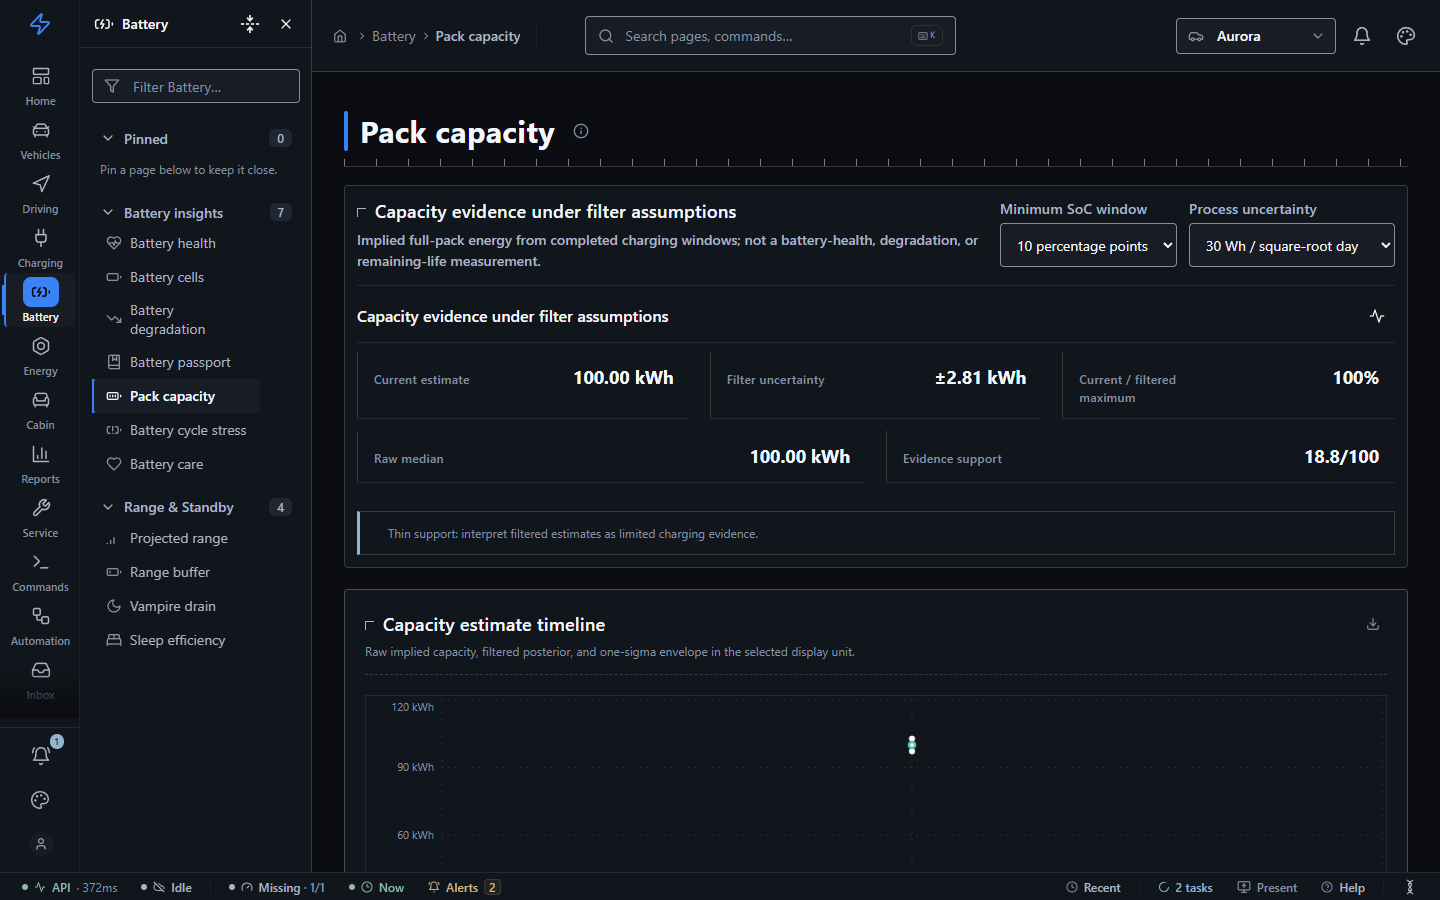 Battery
Battery
Pack capacity
Search pages, commands...
K
Aurora
Home
Vehicles
Driving
Charging
Battery
Energy
Cabin
Reports
Service
Commands
Automation
Inbox
1
Filter Battery...
Pinned
0
Pin a page below to keep it close.
Battery insights
7
Battery health
Battery cells
Battery
degradation
Battery passport
Pack capacity
Battery cycle stress
Battery care
Range & Standby
4
Projected range
Range buffer
Vampire drain
Sleep efficiency
Pack capacity
Capacity evidence under filter assumptions
Implied full-pack energy from completed charging windows; not a battery-health, degradation, or
remaining-life measurement.
Minimum SoC window
10 percentage points
Process uncertainty
30 Wh / square-root day
Capacity evidence under filter assumptions
Current estimate
100.00 kWh
Filter uncertainty
±2.81 kWh
Current / filtered
maximum
100%
Raw median
100.00 kWh
Evidence support
18.8/100
Thin support: interpret filtered estimates as limited charging evidence.
Capacity estimate timeline
Raw implied capacity, filtered posterior, and one-sigma envelope in the selected display unit.
120 kWh
90 kWh
60 kWh
API · 372ms
Idle
Missing · 1/1
Now
Alerts 2
Recent
2 tasks
Present
Help